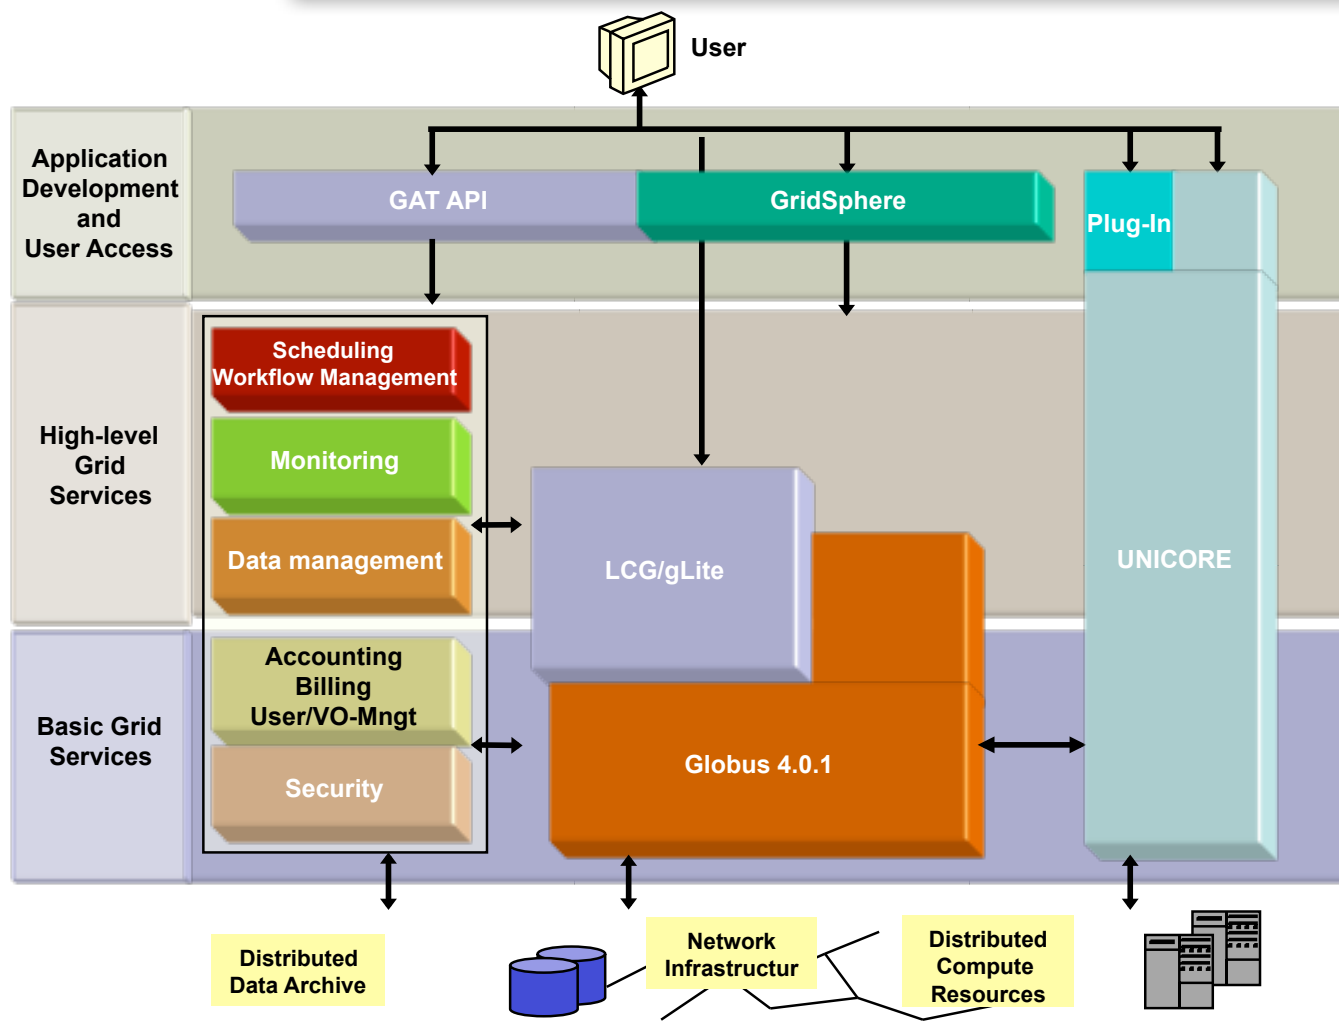 User
Application
Development
and
User Access
GAT API
GridSphere
Plug-In
High-level
Grid
Services
Scheduling
Workflow Management
Monitoring
Data management
LCG/gLite
UNICORE
Basic Grid
Services
Accounting
Billing
User/VO-Mngt
Security
Globus 4.0.1
Distributed
Data Archive
Network
Infrastructur
Distributed
Compute
Resources